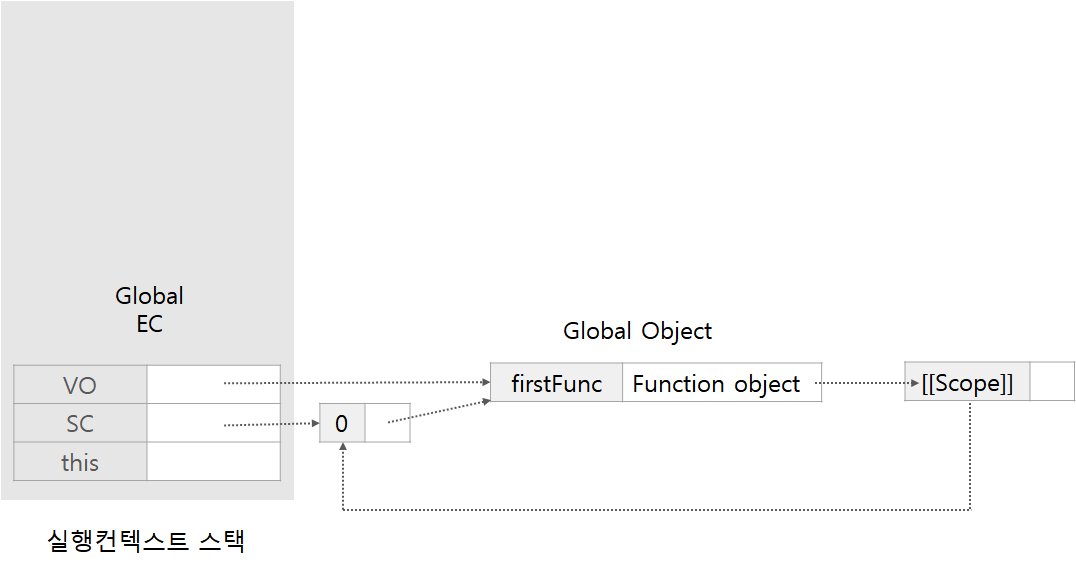 Global
EC
Global Object
VO
firstFunc
Function object
[[Scope]]
SC
0
this
실행컨텍스트 스택